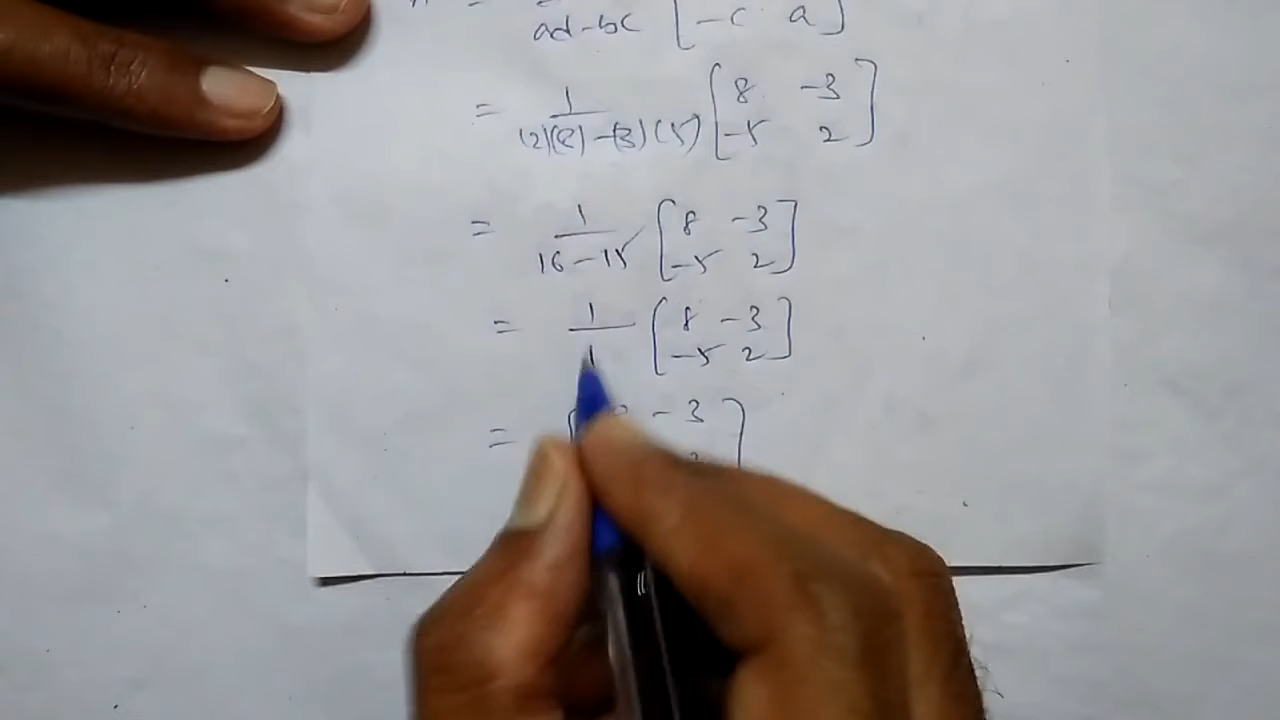 =
ad-bc [-c a]
= 1/(2)(8)-(3)(5) [8 -3
-5 2]
= 1/16-15 [8 -3
-5 2]
= 1/1 [8 -3
-5 2]
= [-3]